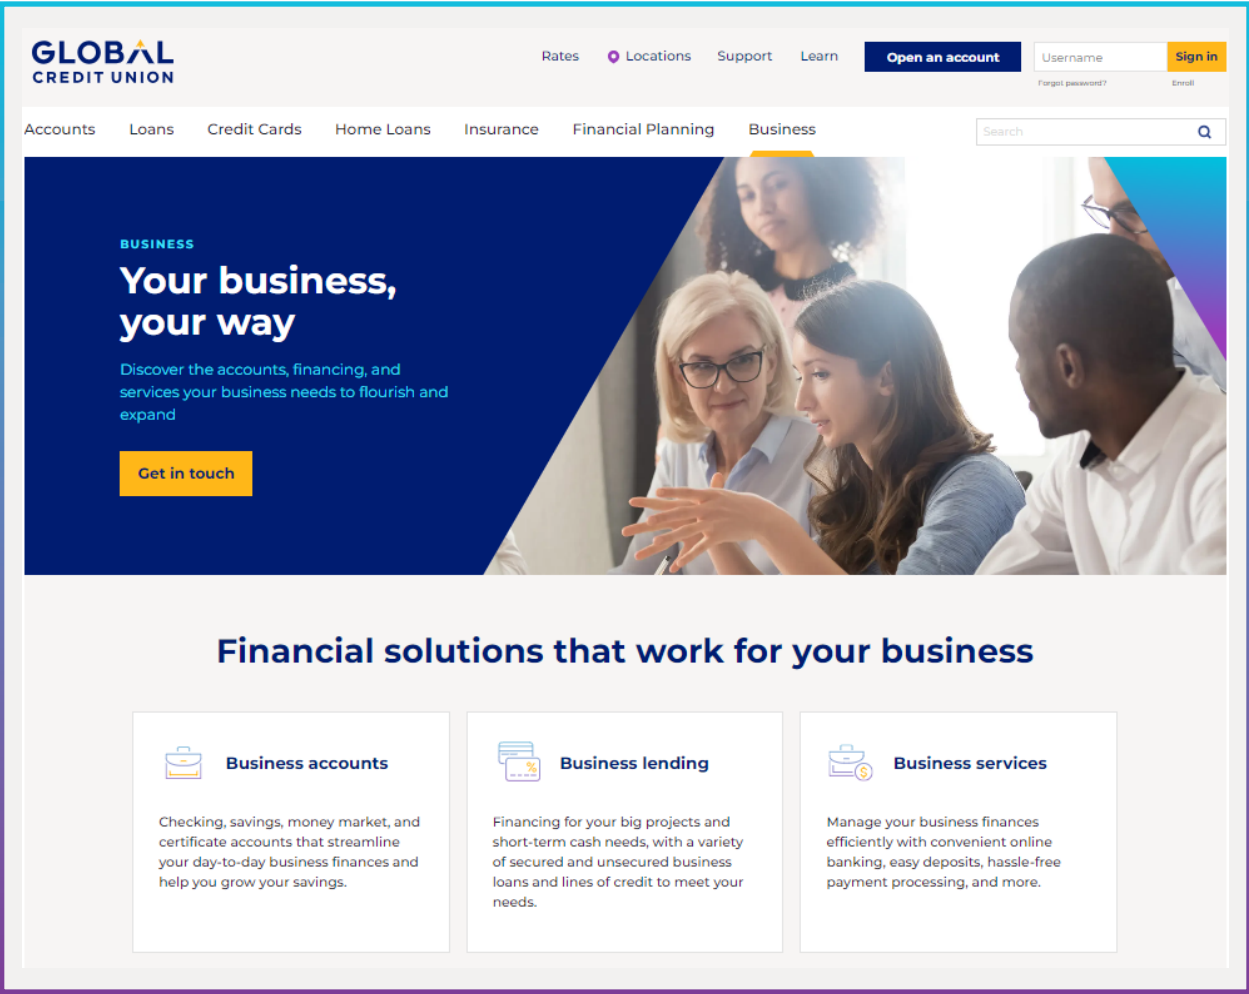 GLOBAL
CREDIT UNION
Rates Locations Support Learn Open an account Username Sign in
Forgot password? Enroll
Accounts Loans Credit Cards Home Loans Insurance Financial Planning Business Search
BUSINESS
Your business,
your way
Discover the accounts, financing, and
services your business needs to flourish and
expand
Get in touch
Financial solutions that work for your business
Business accounts
Checking, savings, money market, and
certificate accounts that streamline
your day-to-day business finances and
help you grow your savings.
%
Business lending
Financing for your big projects and
short-term cash needs, with a variety
of secured and unsecured business
loans and lines of credit to meet your
needs.
$
Business services
Manage your business finances
efficiently with convenient online
banking, easy deposits, hassle-free
payment processing, and more.